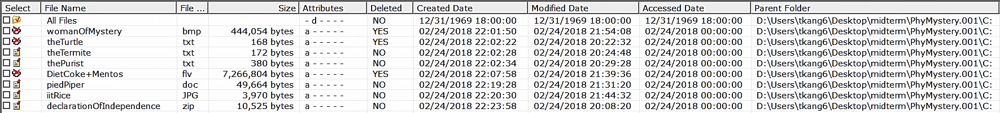 Select File Name File ... Size Attributes Deleted Created Date Modified Date Accessed Date Parent Folder
All Files - d - - - - NO 12/31/1969 18:00:00 12/31/1969 18:00:00 12/31/1969 18:00:00 D:\Users\tkang6\Desktop\midterm\PhyMystery.001\C:
womanOfMystery bmp 444,054 bytes a - - - - - YES 02/24/2018 22:01:50 02/24/2018 21:54:08 02/24/2018 00:00:00 D:\Users\tkang6\Desktop\midterm\PhyMystery.001\C:
theTurtle txt 168 bytes a - - - - - YES 02/24/2018 22:02:22 02/24/2018 20:22:32 02/24/2018 00:00:00 D:\Users\tkang6\Desktop\midterm\PhyMystery.001\C:
theTermite txt 172 bytes a - - - - - NO 02/24/2018 22:02:28 02/24/2018 20:24:48 02/24/2018 00:00:00 D:\Users\tkang6\Desktop\midterm\PhyMystery.001\C:
thePurist txt 380 bytes a - - - - - NO 02/24/2018 22:02:34 02/24/2018 20:29:28 02/24/2018 00:00:00 D:\Users\tkang6\Desktop\midterm\PhyMystery.001\C:
DietCoke+Mentos flv 7,266,804 bytes a - - - - - YES 02/24/2018 22:07:58 02/24/2018 21:39:36 02/24/2018 00:00:00 D:\Users\tkang6\Desktop\midterm\PhyMystery.001\C:
piedPiper doc 49,664 bytes a - - - - - NO 02/24/2018 22:19:28 02/24/2018 21:31:20 02/24/2018 00:00:00 D:\Users\tkang6\Desktop\midterm\PhyMystery.001\C:
iitRice JPG 3,970 bytes a - - - - - NO 02/24/2018 22:20:30 02/24/2018 21:44:32 02/24/2018 00:00:00 D:\Users\tkang6\Desktop\midterm\PhyMystery.001\C:
declarationOfIndependence zip 10,525 bytes a - - - - - NO 02/24/2018 22:23:58 02/24/2018 20:08:20 02/24/2018 00:00:00 D:\Users\tkang6\Desktop\midterm\PhyMystery.001\C: